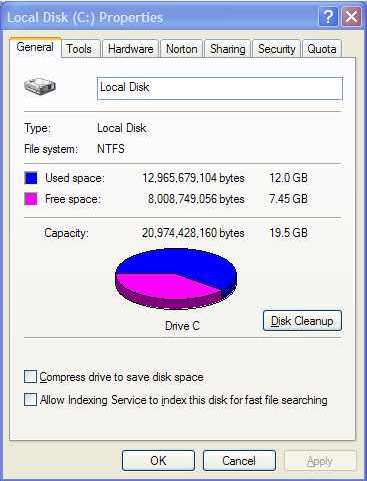 Local Disk (C:) Properties
General Tools Hardware Norton Sharing Security Quota
Local Disk
Type: Local Disk
File system: NTFS
Used space: 12,965,679,104 bytes 12.0 GB
Free space: 8,008,749,056 bytes 7.45 GB
Capacity: 20,974,428,160 bytes 19.5 GB
Drive C
Disk Cleanup
Compress drive to save disk space
Allow Indexing Service to index this disk for fast file searching
OK Cancel Apply